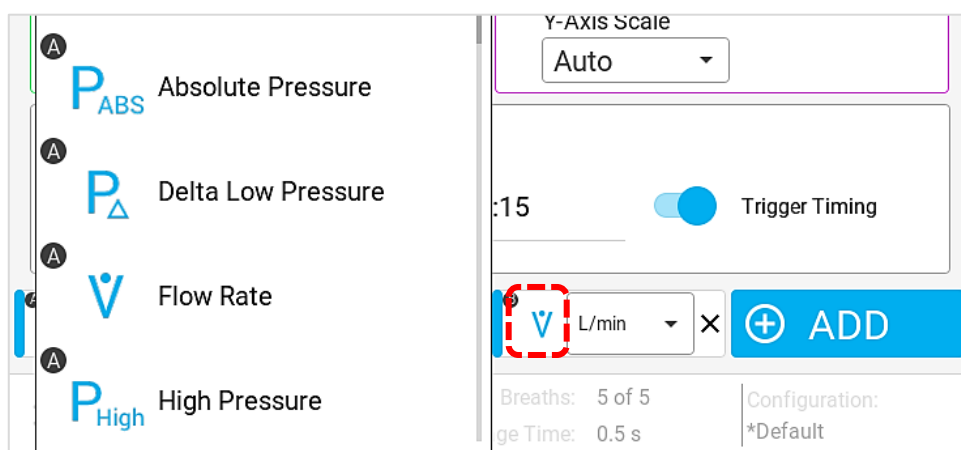 Y-Axis Scale
Auto
A
PABS Absolute Pressure
A
PΔ Delta Low Pressure
:15
Trigger Timing
A
V̇ Flow Rate
V̇ L/min
ADD
A
PHigh High Pressure
Breaths: 5 of 5
ge Time: 0.5 s
Configuration:
*Default